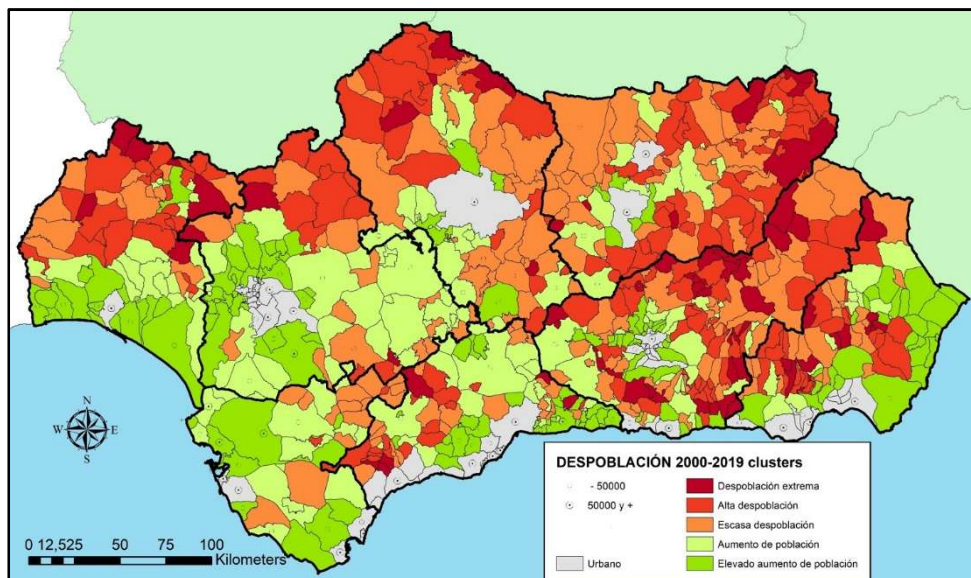 N
W E
S
0 12,525 50 75 100
Kilometers
DESPOBLACIÓN 2000-2019 clusters
- 50000
50000 y +
Urbano
Despoblación extrema
Alta despoblación
Escasa despoblación
Aumento de población
Elevado aumento de población